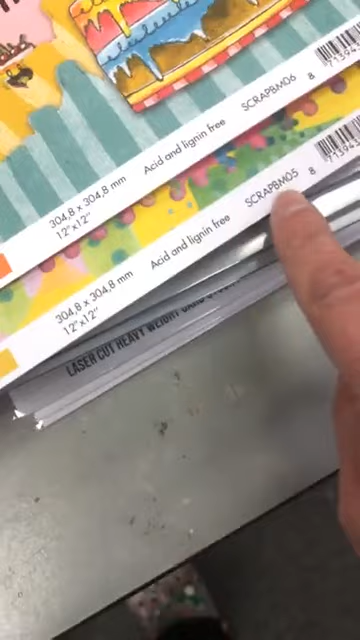 304,8 x 304,8 mm Acid and lignin free SCRAPBM06 8
12"x12"
304,8 x 304,8 mm Acid and lignin free SCRAPBM05 8
12"x12"
LASER CUT HEAVY WEIGHT